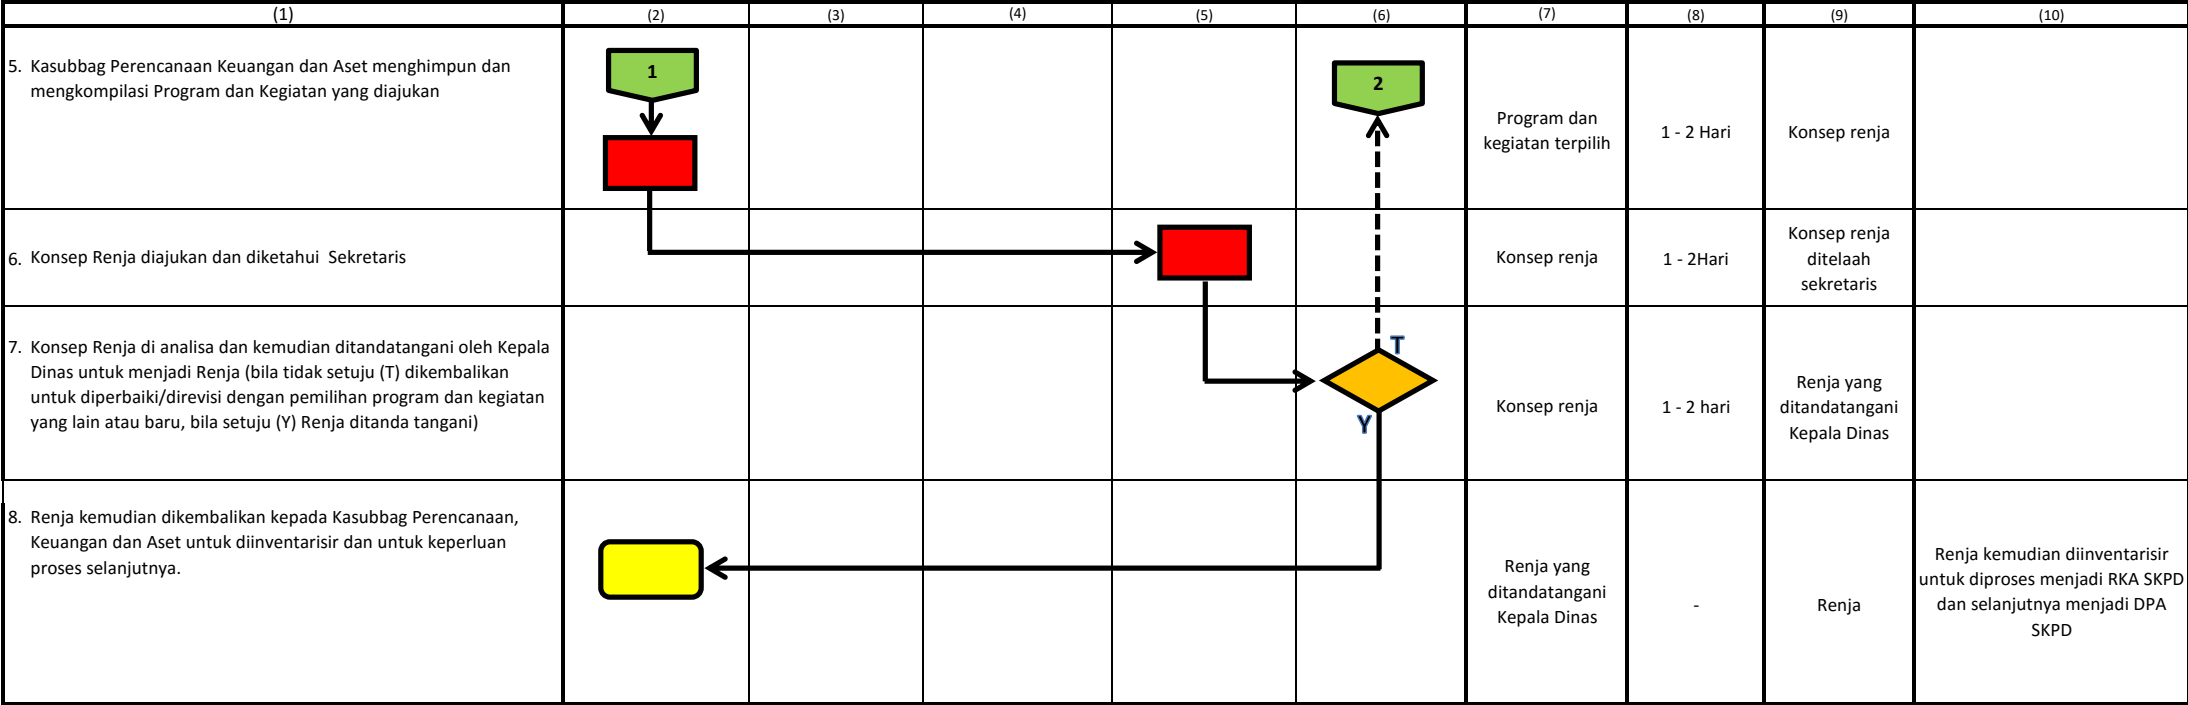 (1) (2) (3) (4) (5) (6) (7) (8) (9) (10)
5. Kasubbag Perencanaan Keuangan dan Aset menghimpun dan
mengkompilasi Program dan Kegiatan yang diajukan
1
2
Program dan
kegiatan terpilih
1 - 2 Hari
Konsep renja
6. Konsep Renja diajukan dan diketahui  Sekretaris
Konsep renja
1 - 2Hari
Konsep renja
ditelaah
sekretaris
7. Konsep Renja di analisa dan kemudian ditandatangani oleh Kepala
Dinas untuk menjadi Renja (bila tidak setuju (T) dikembalikan
untuk diperbaiki/direvisi dengan pemilihan program dan kegiatan
yang lain atau baru, bila setuju (Y) Renja ditanda tangani)
T
Y
Konsep renja
1 - 2 hari
Renja yang
ditandatangani
Kepala Dinas
8. Renja kemudian dikembalikan kepada Kasubbag Perencanaan,
Keuangan dan Aset untuk diinventarisir dan untuk keperluan
proses selanjutnya.
Renja yang
ditandatangani
Kepala Dinas
-
Renja
Renja kemudian diinventarisir
untuk diproses menjadi RKA SKPD
dan selanjutnya menjadi DPA
SKPD